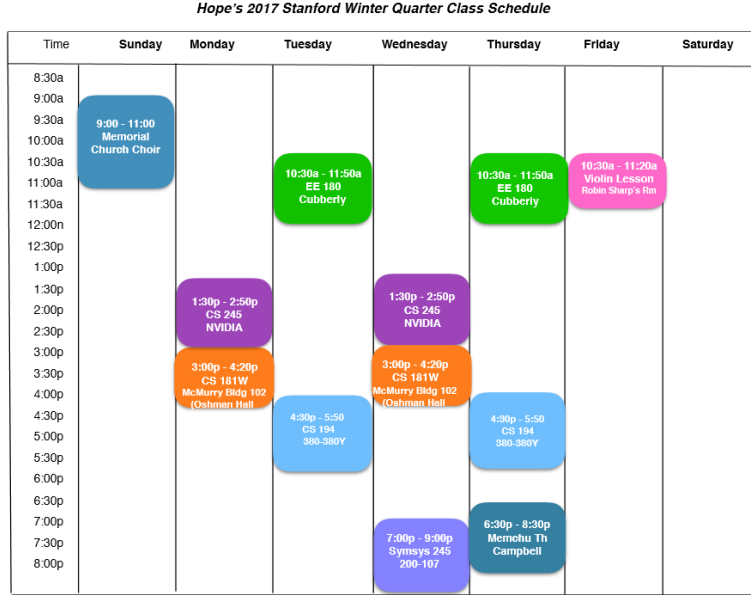 Hope's 2017 Stanford Winter Quarter Class Schedule
Time Sunday Monday Tuesday Wednesday Thursday Friday Saturday
8:30a
9:00a
9:30a
10:00a
10:30a
11:00a
11:30a
12:00n
12:30p
1:00p
1:30p
2:00p
2:30p
3:00p
3:30p
4:00p
4:30p
5:00p
5:30p
6:00p
6:30p
7:00p
7:30p
8:00p
9:00 - 11:00
Memorial
Church Choir
1:30p - 2:50p
CS 245
NVIDIA
3:00p - 4:20p
CS 181W
McMurry Bldg 102
(Oshman Hall
10:30a - 11:50a
EE 180
Cubberly
4:30p - 5:50
CS 194
380-380Y
1:30p - 2:50p
CS 245
NVIDIA
3:00p - 4:20p
CS 181W
McMurry Bldg 102
(Oshman Hall
7:00p - 9:00p
Symsys 245
200-107
10:30a - 11:50a
EE 180
Cubberly
4:30p - 5:50
CS 194
380-380Y
6:30p - 8:30p
Memchu Th
Campbell
10:30a - 11:20a
Violin Lesson
Robin Sharp's Rm